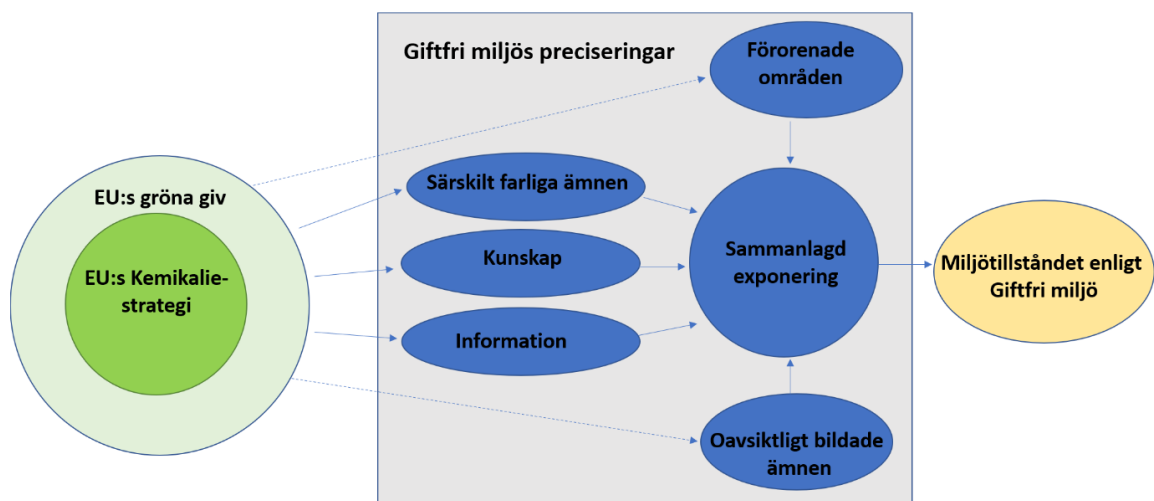 Giftfri miljös preciseringar
Förorenade
områden
EU:s gröna giv
EU:s Kemikalie-
strategi
Särskilt farliga ämnen
Kunskap
Information
Sammanlagd
exponering
Oavsiktligt bildade
ämnen
Miljötillståndet enligt
Giftfri miljö